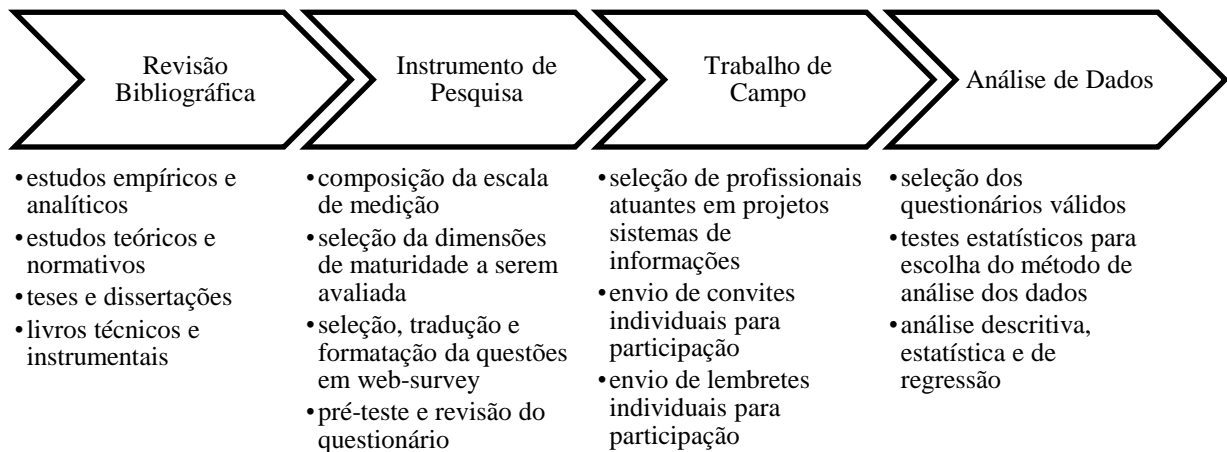 Revisão
Bibliográfica
•estudos empíricos e
analíticos
•estudos teóricos e
normativos
•teses e dissertações
•livros técnicos e
instrumentais
Instrumento de
Pesquisa
•composição da escala
de medição
•seleção da dimensões
de maturidade a serem
avaliada
•seleção, tradução e
formatação da questões
em web-survey
•pré-teste e revisão do
questionário
Trabalho de
Campo
•seleção de profissionais
atuantes em projetos
sistemas de
informações
•envio de convites
individuais para
participação
•envio de lembretes
individuais para
participação
Análise de Dados
•seleção dos
questionários válidos
•testes estatísticos para
escolha do método de
análise dos dados
•análise descritiva,
estatística e de
regressão